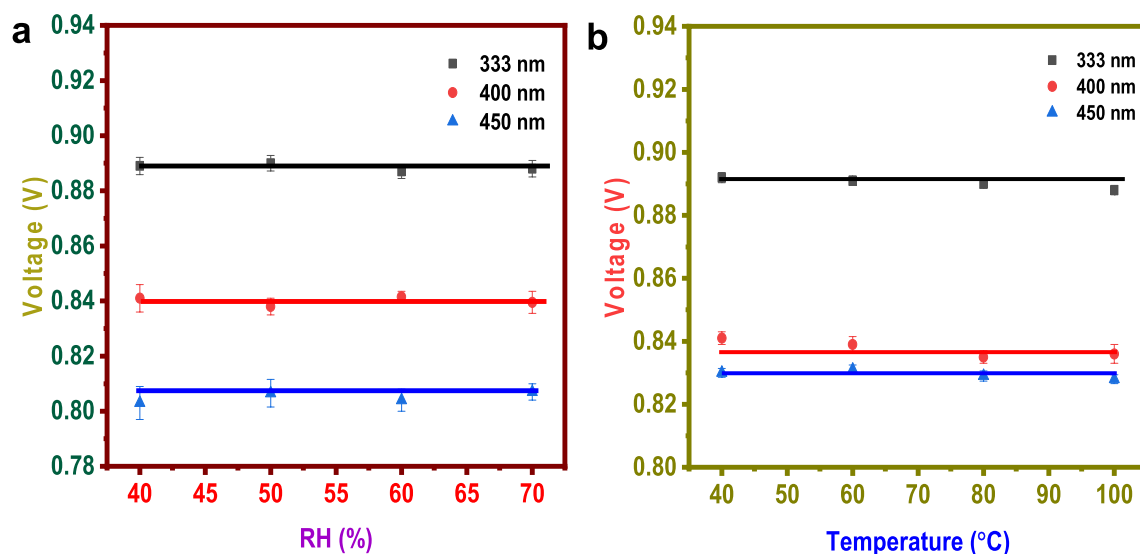 a
0.94
0.92
0.90
0.88
0.86
0.84
0.82
0.80
0.78
Voltage (V)
333 nm
400 nm
450 nm
40 45 50 55 60 65 70
RH (%)
b
0.94
0.92
0.90
0.88
0.86
0.84
0.82
0.80
Voltage (V)
333 nm
400 nm
450 nm
40 50 60 70 80 90 100
Temperature (°C)